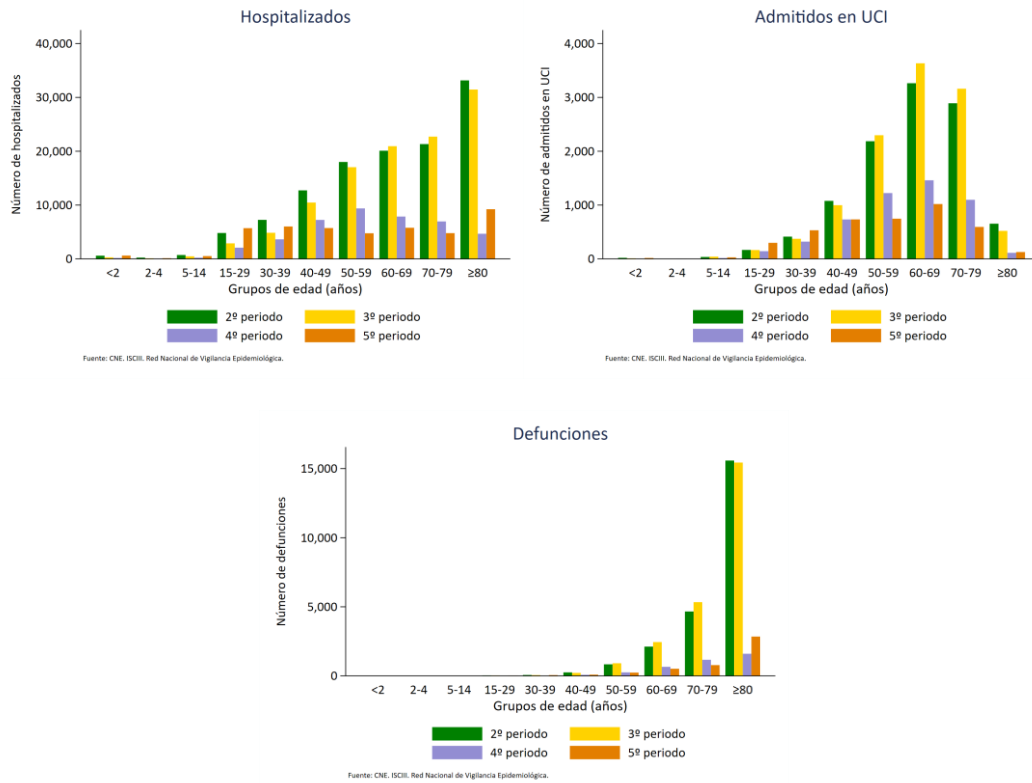 Hospitalizados
Número de hospitalizados
40,000
30,000
20,000
10,000
0
<2 2-4 5-14 15-29 30-39 40-49 50-59 60-69 70-79 ≥80
Grupos de edad (años)
2º periodo 3º periodo
4º periodo 5º periodo
Fuente: CNE. ISCIII. Red Nacional de Vigilancia Epidemiológica.
Admitidos en UCI
Número de admitidos en UCI
4,000
3,000
2,000
1,000
0
<2 2-4 5-14 15-29 30-39 40-49 50-59 60-69 70-79 ≥80
Grupos de edad (años)
2º periodo 3º periodo
4º periodo 5º periodo
Fuente: CNE. ISCIII. Red Nacional de Vigilancia Epidemiológica.
Defunciones
Número de defunciones
15,000
10,000
5,000
0
<2 2-4 5-14 15-29 30-39 40-49 50-59 60-69 70-79 ≥80
Grupos de edad (años)
2º periodo 3º periodo
4º periodo 5º periodo
Fuente: CNE. ISCIII. Red Nacional de Vigilancia Epidemiológica.